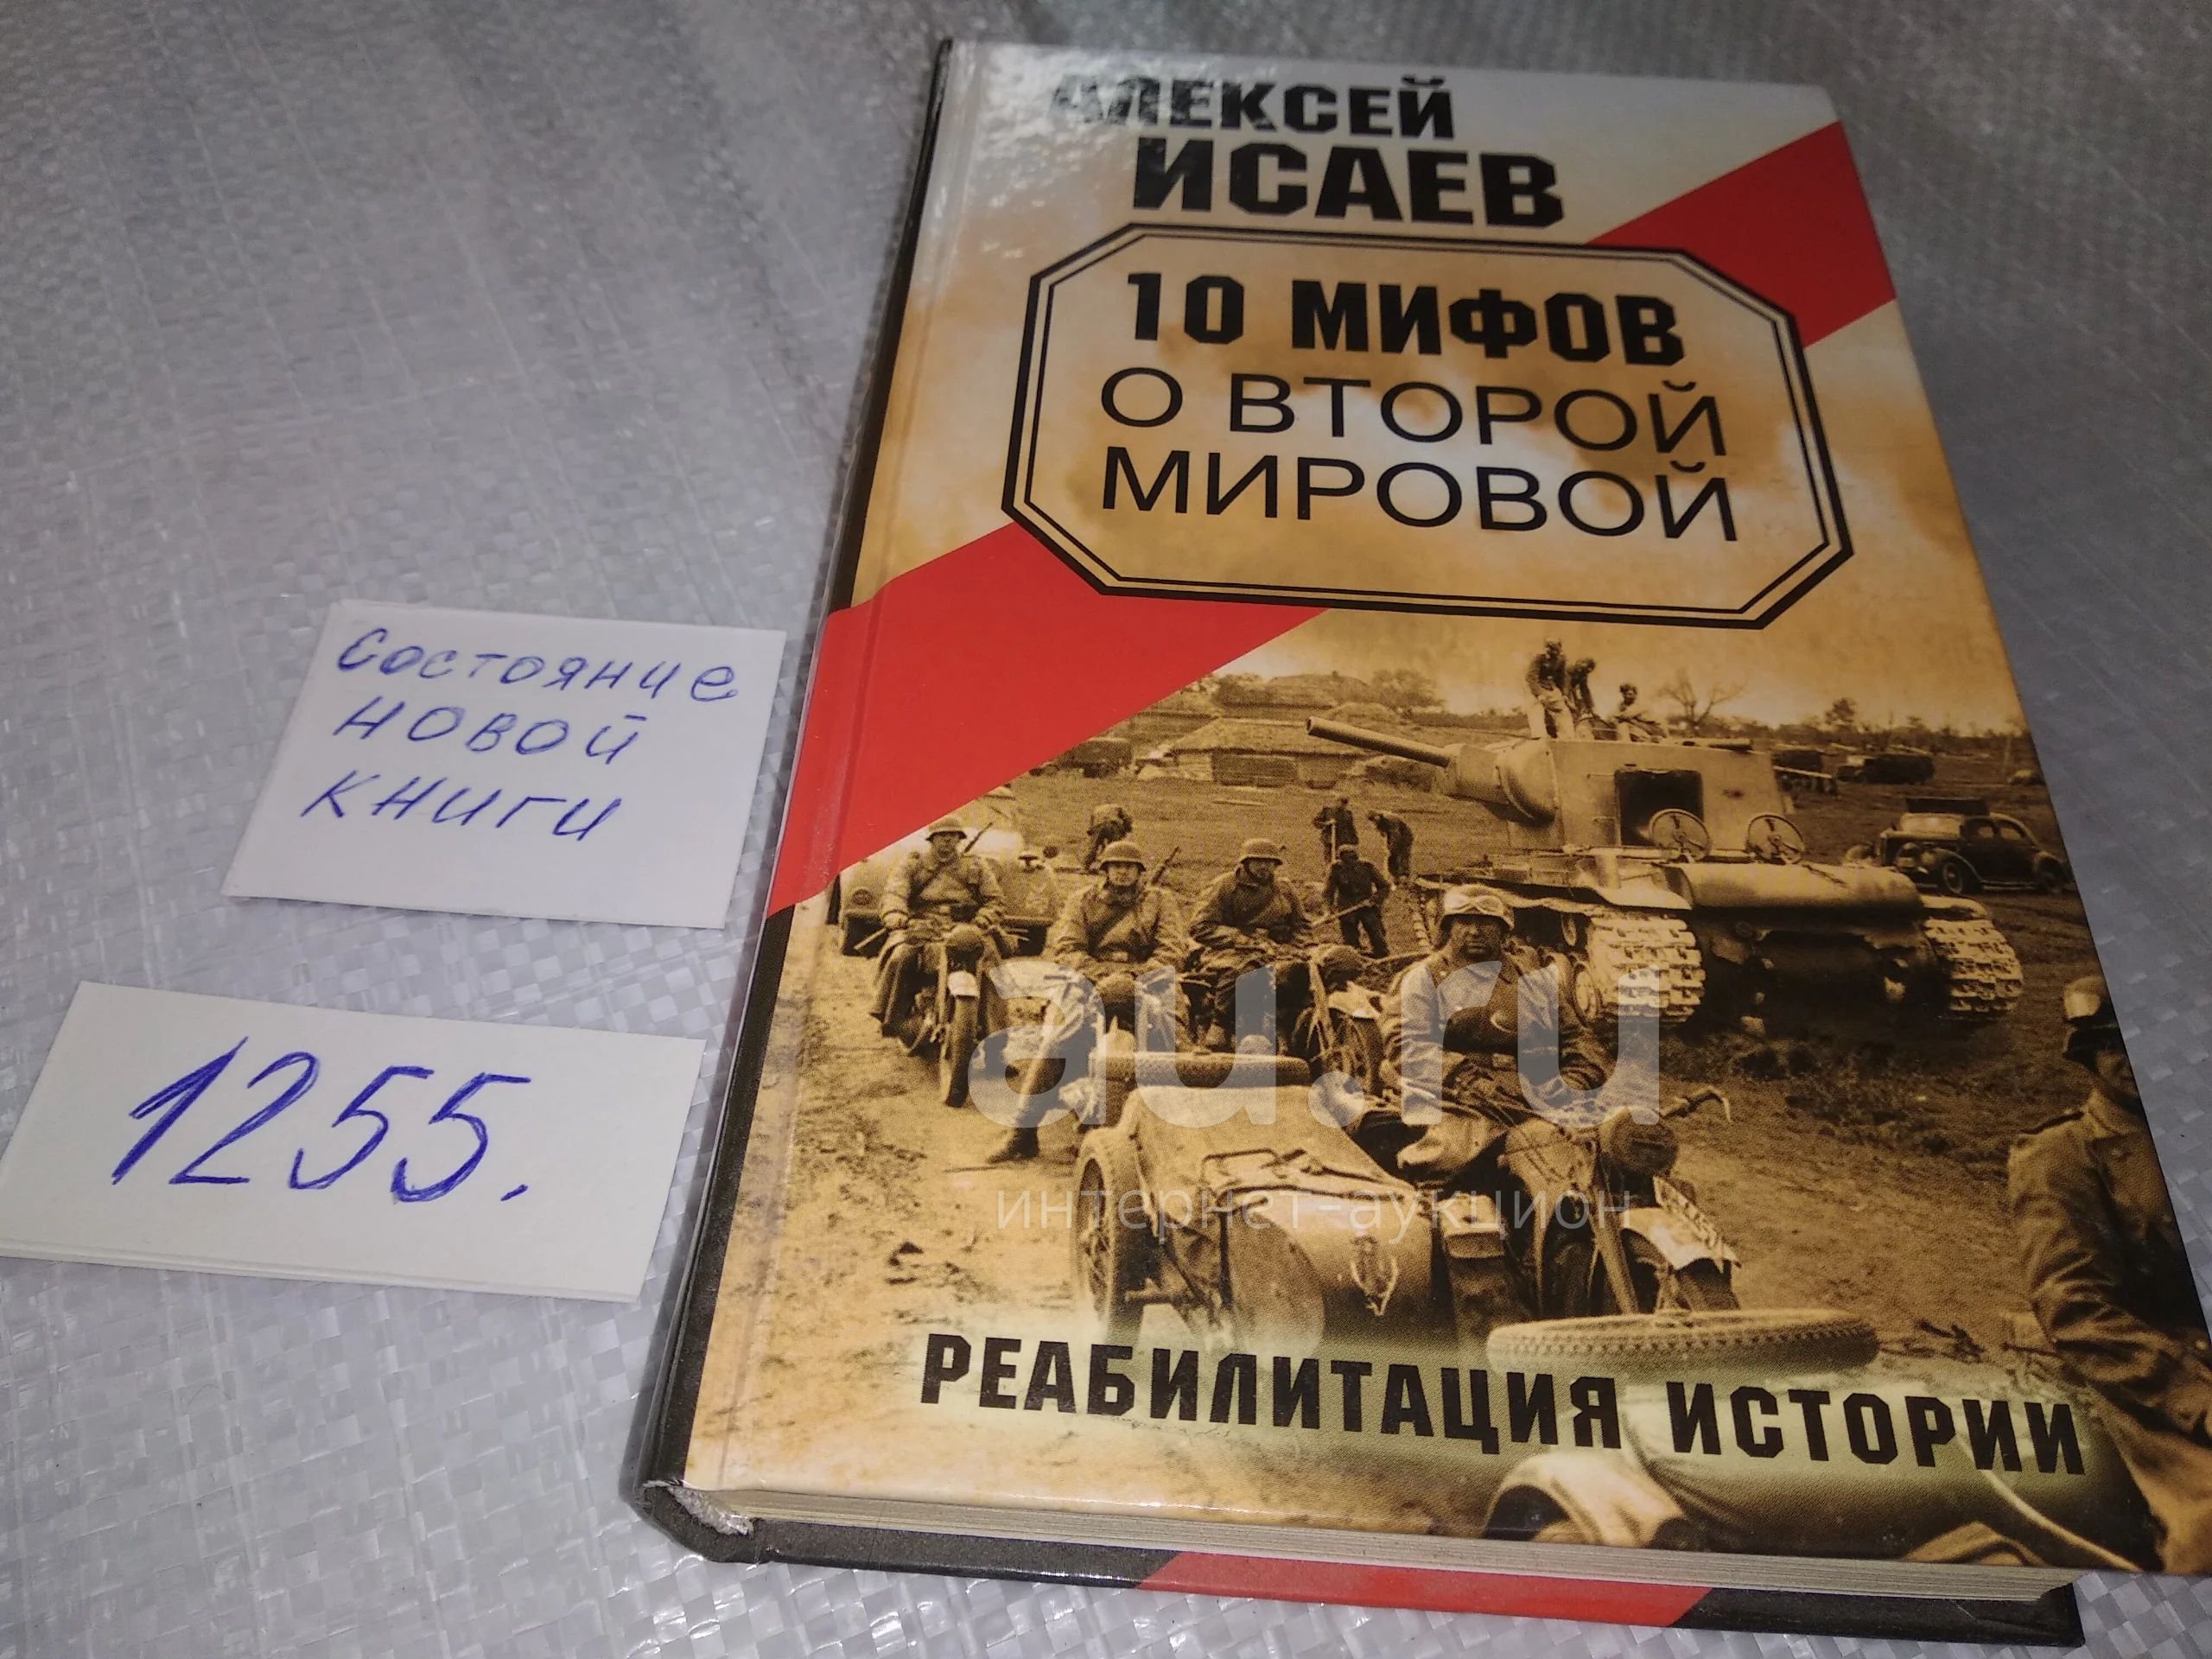 АЛЕКСЕЙ
ИСАЕВ
10 МИФОВ
О ВТОРОЙ
МИРОВОЙ
Состояние
новой
книги
1255.
au.ru
интернет-аукцион
РЕАБИЛИТАЦИЯ ИСТОРИИ